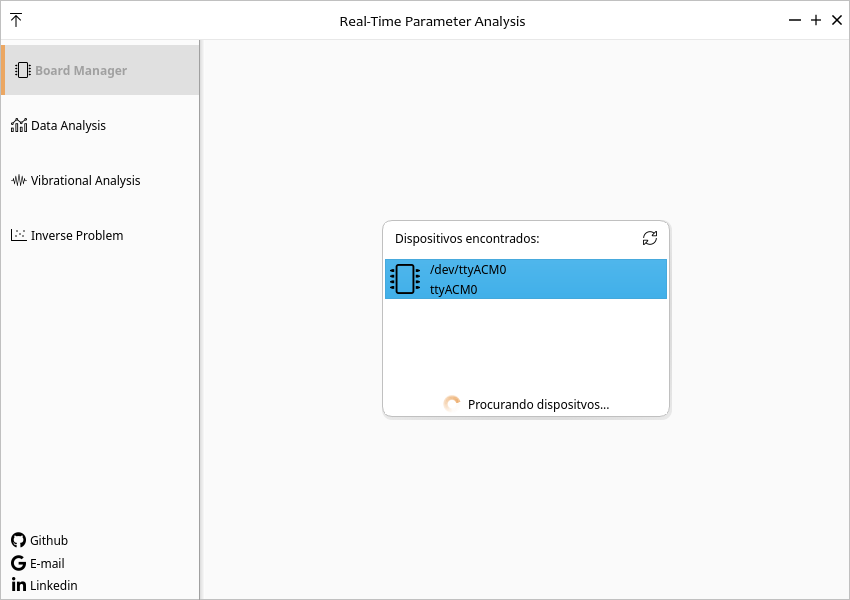 Real-Time Parameter Analysis
Board Manager
Data Analysis
Vibrational Analysis
Inverse Problem
Dispositivos encontrados:
/dev/ttyACM0
ttyACM0
Procurando dispositvos...
Github
E-mail
Linkedin